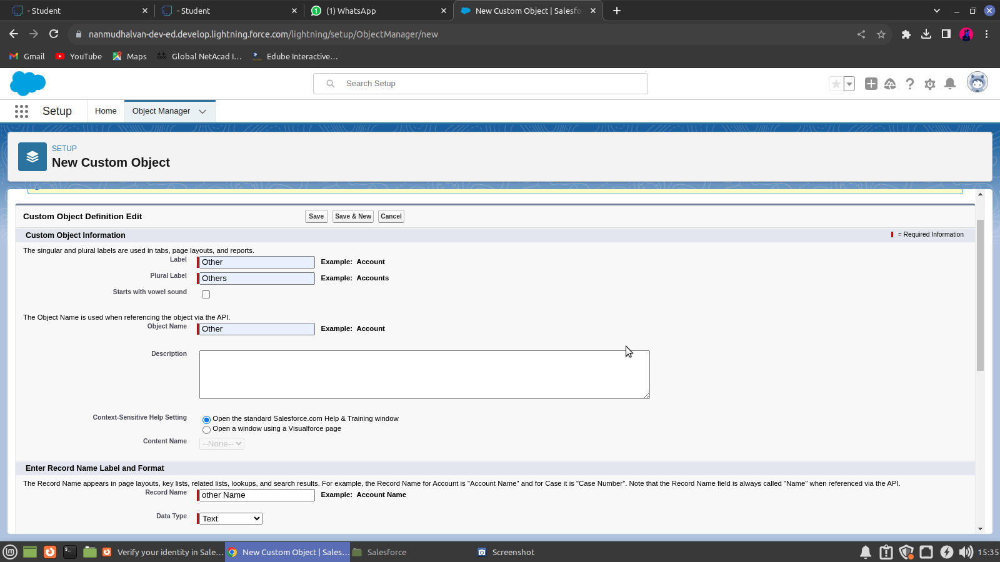 - Student
- Student
(1) WhatsApp
New Custom Object | Salesfo
nanmudhalvan-dev-ed.develop.lightning.force.com/lightning/setup/ObjectManager/new
Gmail
YouTube
Maps
Global NetAcad I...
Edube Interactive...
Search Setup
Setup
Home
Object Manager
SETUP
New Custom Object
Custom Object Definition Edit
Save
Save & New
Cancel
Custom Object Information
= Required Information
The singular and plural labels are used in tabs, page layouts, and reports.
Label
Other
Example: Account
Plural Label
Others
Example: Accounts
Starts with vowel sound
The Object Name is used when referencing the object via the API.
Object Name
Other
Example: Account
Description
Context-Sensitive Help Setting
Open the standard Salesforce.com Help & Training window
Open a window using a Visualforce page
Content Name
--None--
Enter Record Name Label and Format
The Record Name appears in page layouts, key lists, related lists, lookups, and search results. For example, the Record Name for Account is "Account Name" and for Case it is "Case Number". Note that the Record Name field is always called "Name" when referenced via the API.
Record Name
other Name
Example: Account Name
Data Type
Text
Verify your identity in Sale...
New Custom Object | Sales...
Salesforce
Screenshot
15:35